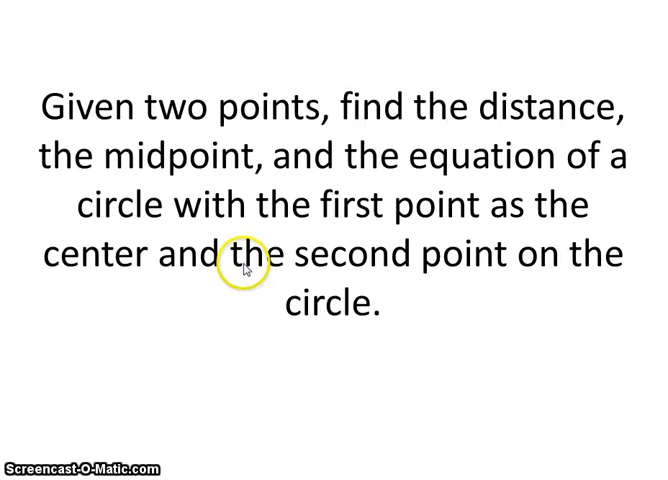 Given two points, find the distance,
the midpoint, and the equation of a
circle with the first point as the
center and the second point on the
circle.
Screencast-O-Matic.com